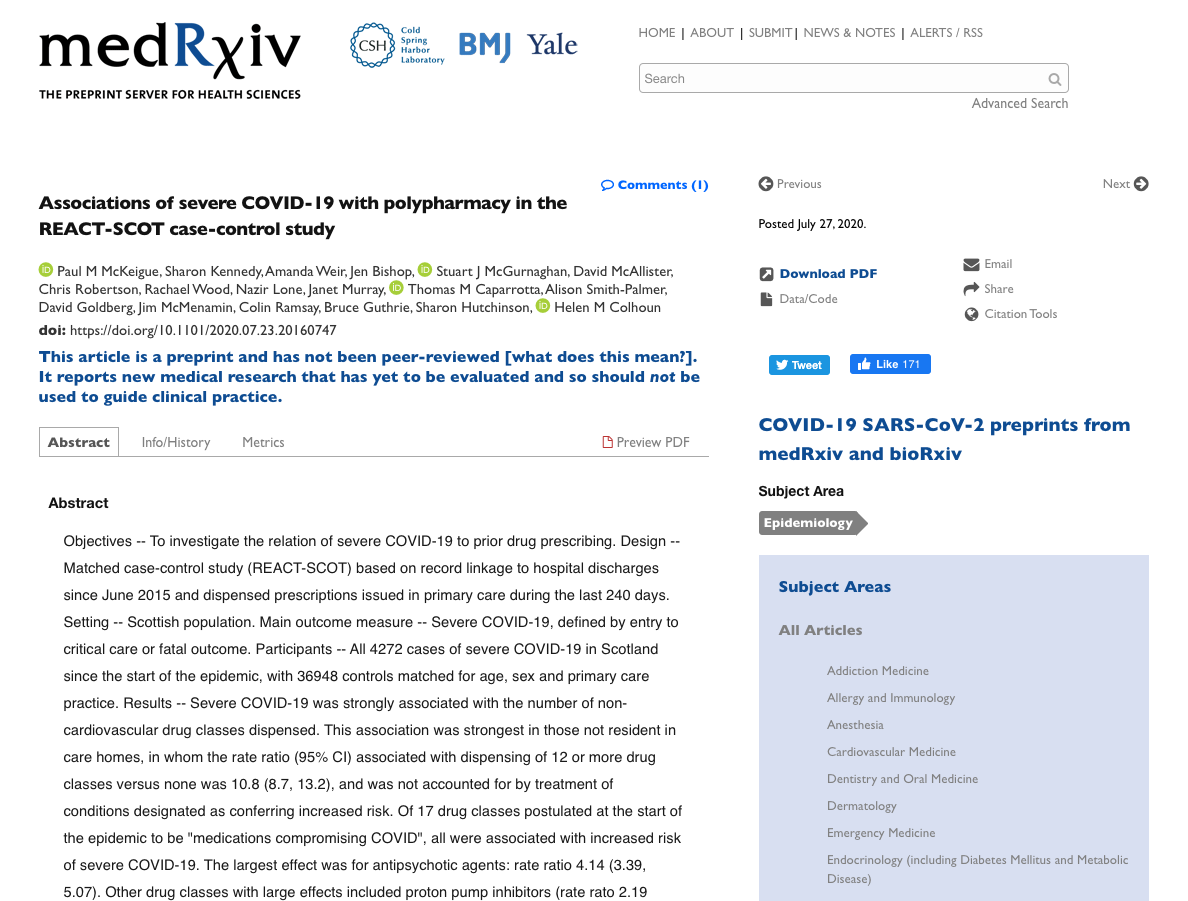 medRxiv
THE PREPRINT SERVER FOR HEALTH SCIENCES
CSH
Cold
Spring
Harbor
Laboratory
BMJ
Yale
HOME | ABOUT | SUBMIT| NEWS & NOTES | ALERTS / RSS
Search
Advanced Search
Comments (1)
Associations of severe COVID-19 with polypharmacy in the
REACT-SCOT case-control study
iD Paul M McKeigue, Sharon Kennedy, Amanda Weir, Jen Bishop, iD Stuart J McGurnaghan, David McAllister,
Chris Robertson, Rachael Wood, Nazir Lone, Janet Murray, iD Thomas M Caparrotta, Alison Smith-Palmer,
David Goldberg, Jim McMenamin, Colin Ramsay, Bruce Guthrie, Sharon Hutchinson, iD Helen M Colhoun
doi: https://doi.org/10.1101/2020.07.23.20160747
This article is a preprint and has not been peer-reviewed [what does this mean?].
It reports new medical research that has yet to be evaluated and so should not be
used to guide clinical practice.
Abstract
Info/History
Metrics
Preview PDF
Abstract
Objectives -- To investigate the relation of severe COVID-19 to prior drug prescribing. Design --
Matched case-control study (REACT-SCOT) based on record linkage to hospital discharges
since June 2015 and dispensed prescriptions issued in primary care during the last 240 days.
Setting -- Scottish population. Main outcome measure -- Severe COVID-19, defined by entry to
critical care or fatal outcome. Participants -- All 4272 cases of severe COVID-19 in Scotland
since the start of the epidemic, with 36948 controls matched for age, sex and primary care
practice. Results -- Severe COVID-19 was strongly associated with the number of non-
cardiovascular drug classes dispensed. This association was strongest in those not resident in
care homes, in whom the rate ratio (95% CI) associated with dispensing of 12 or more drug
classes versus none was 10.8 (8.7, 13.2), and was not accounted for by treatment of
conditions designated as conferring increased risk. Of 17 drug classes postulated at the start of
the epidemic to be "medications compromising COVID", all were associated with increased risk
of severe COVID-19. The largest effect was for antipsychotic agents: rate ratio 4.14 (3.39,
5.07). Other drug classes with large effects included proton pump inhibitors (rate rato 2.19
Previous
Next
Posted July 27, 2020.
Download PDF
Data/Code
Email
Share
Citation Tools
Tweet
Like 171
COVID-19 SARS-CoV-2 preprints from
medRxiv and bioRxiv
Subject Area
Epidemiology
Subject Areas
All Articles
Addiction Medicine
Allergy and Immunology
Anesthesia
Cardiovascular Medicine
Dentistry and Oral Medicine
Dermatology
Emergency Medicine
Endocrinology (including Diabetes Mellitus and Metabolic
Disease)